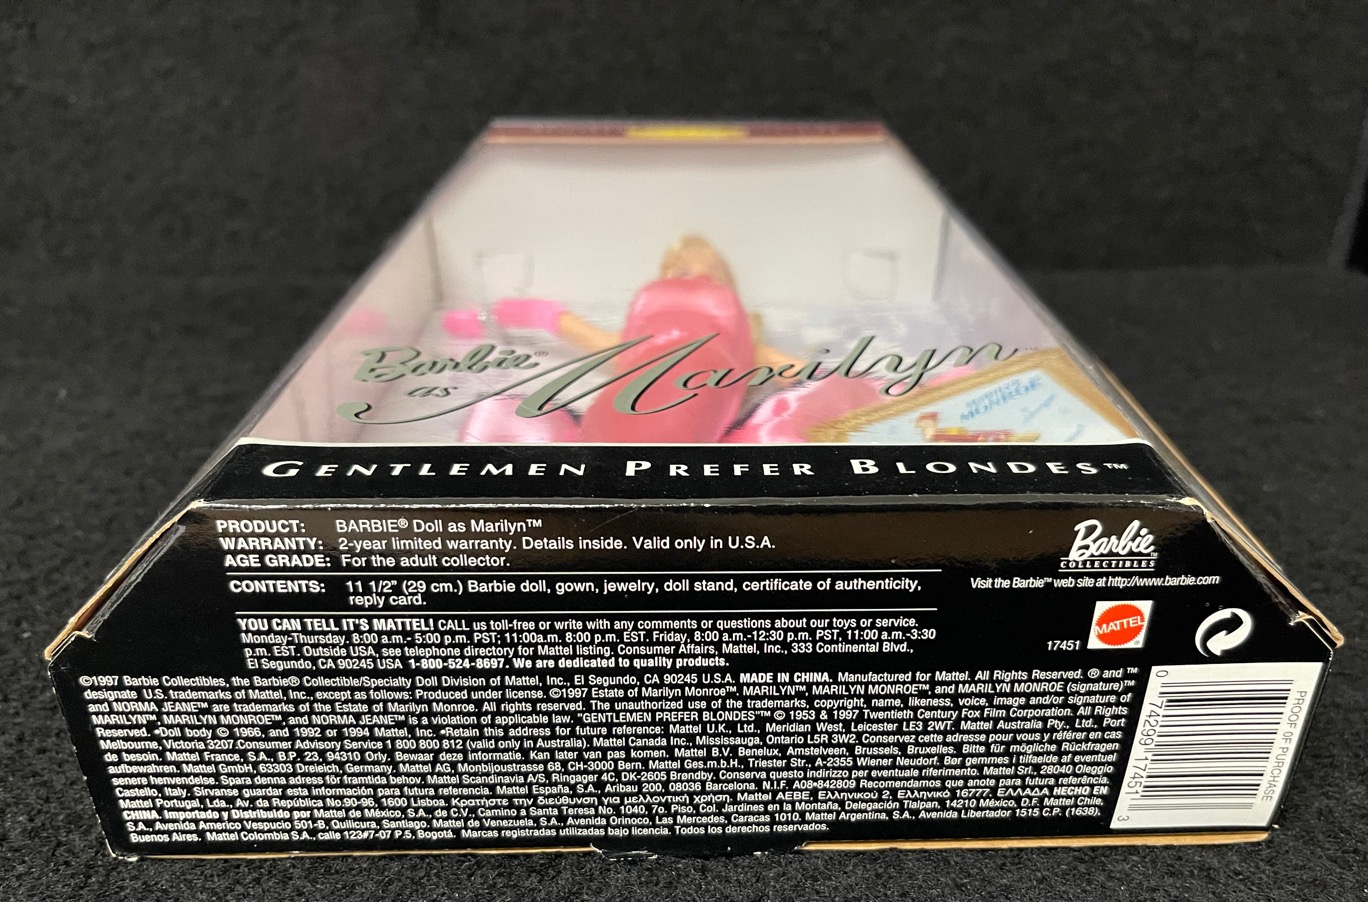 Barbie®
as Marilyn™
MARILYN
MONROE
GENTLEMEN PREFER BLONDES™
PRODUCT: BARBIE® Doll as Marilyn™
WARRANTY: 2-year limited warranty. Details inside. Valid only in U.S.A.
AGE GRADE: For the adult collector.
CONTENTS: 11 1/2" (29 cm.) Barbie doll, gown, jewelry, doll stand, certificate of authenticity,
reply card.
Barbie™
COLLECTIBLES
Visit the Barbie™ web site at http://www.barbie.com
YOU CAN TELL IT'S MATTEL! CALL us toll-free or write with any comments or questions about our toys or service.
Monday-Thursday. 8:00 a.m.- 5:00 p.m. PST; 11:00a.m. 8:00 p.m. EST. Friday, 8:00 a.m.-12:30 p.m. PST, 11:00 a.m.-3:30
p.m. EST. Outside USA, see telephone directory for Mattel listing. Consumer Affairs, Mattel, Inc., 333 Continental Blvd.,
El Segundo, CA 90245 USA 1-800-524-8697. We are dedicated to quality products.
17451
MATTEL®
©1997 Barbie Collectibles, the Barbie® Collectible/Specialty Doll Division of Mattel, Inc., El Segundo, CA 90245 U.S.A. MADE IN CHINA. Manufactured for Mattel. All Rights Reserved. ® and ™
designate U.S. trademarks of Mattel, Inc., except as follows: Produced under license. ©1997 Estate of Marilyn Monroe™. MARILYN™, MARILYN MONROE™, and MARILYN MONROE (signature)™
and NORMA JEANE™ are trademarks of the Estate of Marilyn Monroe. All rights reserved. The unauthorized use of the trademarks, copyright, name, likeness, voice, image and/or signature of
MARILYN™, MARILYN MONROE™, and NORMA JEANE™ is a violation of applicable law. "GENTLEMEN PREFER BLONDES"™ © 1953 & 1997 Twentieth Century Fox Film Corporation. All Rights
Reserved. •Doll body © 1966, and 1992 or 1994 Mattel, Inc. •Retain this address for future reference: Mattel U.K., Ltd., Meridian West, Leicester LE3 2WT. Mattel Australia Pty., Ltd., Port
Melbourne, Victoria 3207.Consumer Advisory Service 1 800 800 812 (valid only in Australia). Mattel Canada Inc., Mississauga, Ontario L5R 3W2. Conservez cette adresse pour vous y référer en cas
de besoin. Mattel France, S.A., B.P. 23, 94310 Orly. Bewaar deze informatie. Kan later van pas komen. Mattel B.V. Benelux, Amstelveen, Brussels, Bruxelles. Bitte für mögliche Rückfragen
aufbewahren. Mattel GmbH, 63303 Dreieich, Germany. Mattel AG, Monbijoustrasse 68, CH-3000 Bern. Mattel Ges.m.b.H., Triester Str., A-2355 Wiener Neudorf. Bør gemmes i tilfælde af eventuel
senere henvendelse. Spara denna adress för framtida behov. Mattel Scandinavia A/S, Ringager 4C, DK-2605 Brøndby. Conserva questo indirizzo per eventuale riferimento. Mattel Srl., 28040 Oleggio
Castello, Italy. Sírvanse guardar esta información para futura referencia. Mattel España, S.A., Aribau 200, 08036 Barcelona. N.I.F. A08•842809 Recomendamos que anote para futura referência.
Mattel Portugal, Lda., Av. da República No.90-96, 1600 Lisboa. Κρατήστε την διεύθυνση για μελλοντική χρήση. Mattel AEBE, Ελληνικού 2, Ελληνικό 16777. ΕΛΛΑΔΑ HECHO EN
CHINA. Importado y Distribuido por Mattel de México, S.A., de C.V., Camino a Santa Teresa No. 1040, 7o. Piso, Col. Jardines en la Montaña, Delegación Tlalpan, 14210 México, D.F. Mattel Chile,
S.A., Avenida Americo Vespucio 501-B, Quilicura, Santiago. Mattel de Venezuela, S.A., Avenida Orinoco, Las Mercedes, Caracas 1010. Mattel Argentina, S.A., Avenida Libertador 1515 C.P. (1638),
Buenos Aires. Mattel Colombia S.A., calle 123#7-07 P.5, Bogotá. Marcas registradas utilizadas bajo licencia. Todos los derechos reservados.
0 74299 17451 3
PROOF OF PURCHASE